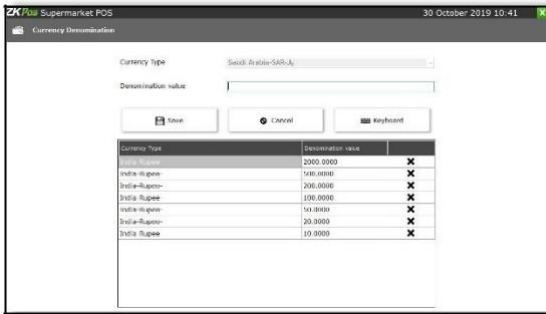 ZKPos Supermarket POS 30 October 2019 10:41 X
Currency Denomination
Currency Type Saudi Arabia-SAR-
Denomination value
Save Cancel Keyboard
Currency Type Denomination value
India-Rupee- 2000.0000
India-Rupee- 500.0000
India-Rupee- 200.0000
India-Rupee- 100.0000
India-Rupee- 50.0000
India-Rupee- 20.0000
India-Rupee- 10.0000